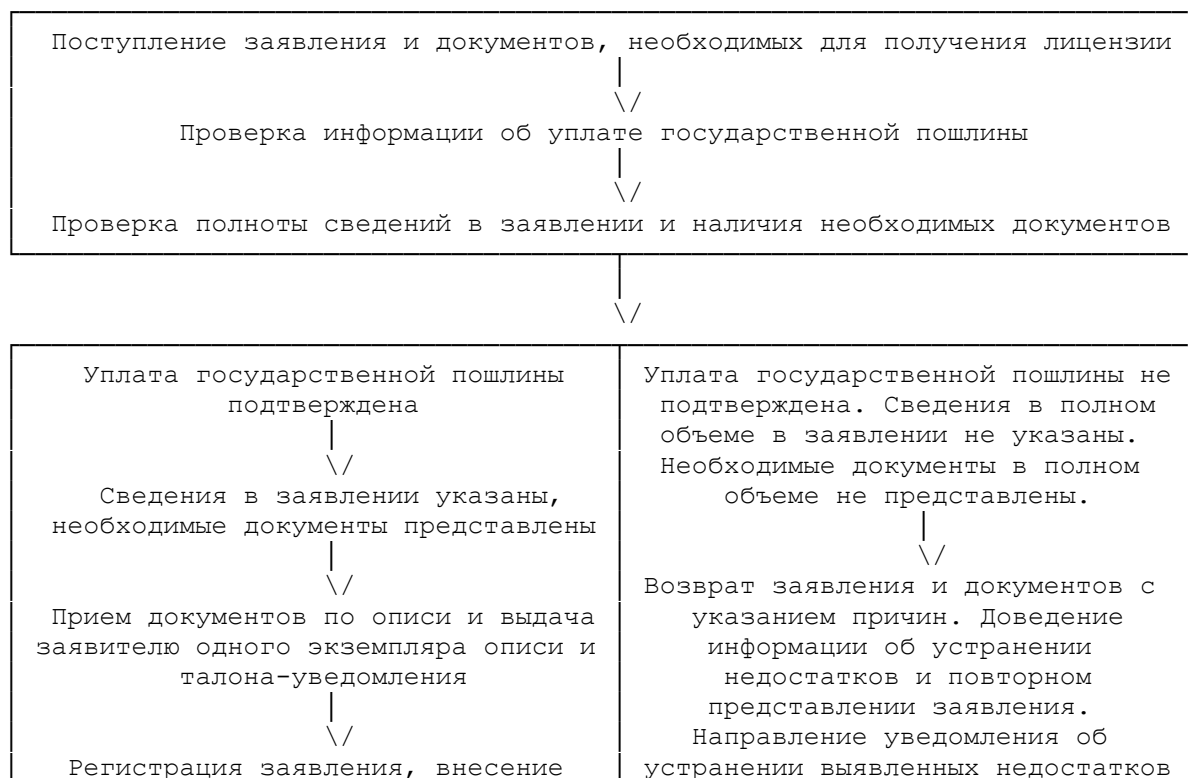 Поступление заявления и документов, необходимых для получения лицензии
Проверка информации об уплате государственной пошлины
Проверка полноты сведений в заявлении и наличия необходимых документов
Уплата государственной пошлины
подтверждена
Сведения в заявлении указаны,
необходимые документы представлены
Прием документов по описи и выдача
заявителю одного экземпляра описи и
талона-уведомления
Регистрация заявления, внесение
Уплата государственной пошлины не
подтверждена. Сведения в полном
объеме в заявлении не указаны.
Необходимые документы в полном
объеме не представлены.
Возврат заявления и документов с
указанием причин. Доведение
информации об устранении
недостатков и повторном
представлении заявления.
Направление уведомления об
устранении выявленных недостатков